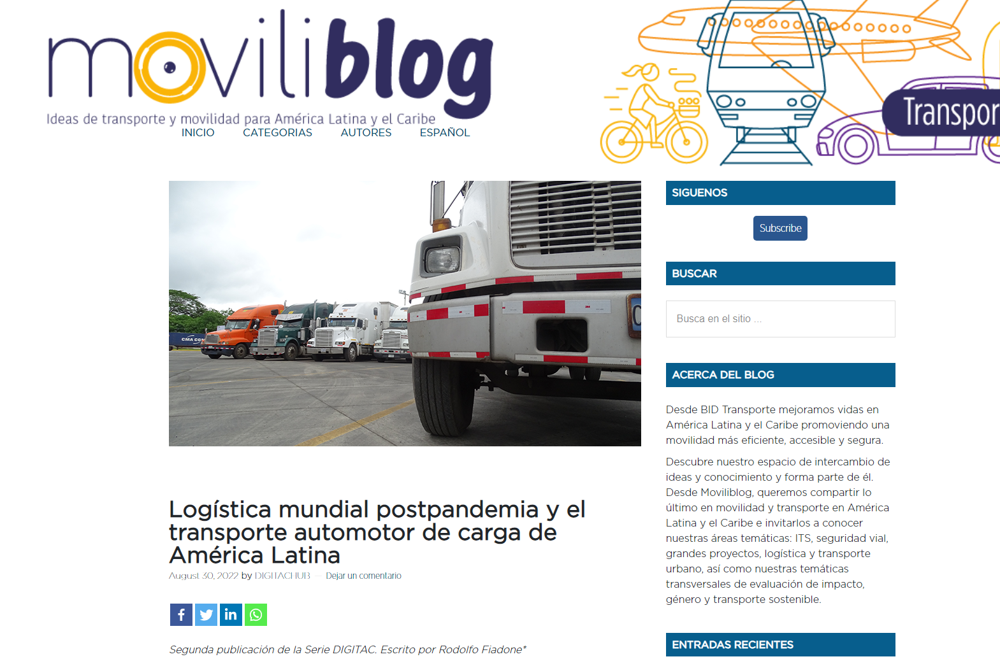 moviliblog
Ideas de transporte y movilidad para América Latina y el Caribe
INICIO CATEGORIAS AUTORES ESPAÑOL
Transpor
SIGUENOS
Subscribe
BUSCAR
Busca en el sitio ...
ACERCA DEL BLOG
Desde BID Transporte mejoramos vidas en
América Latina y el Caribe promoviendo una
movilidad más eficiente, accesible y segura.
Descubre nuestro espacio de intercambio de
ideas y conocimiento y forma parte de él.
Desde Moviliblog, queremos compartir lo
último en movilidad y transporte en América
Latina y el Caribe e invitarlos a conocer
nuestras áreas temáticas: ITS, seguridad vial,
grandes proyectos, logística y transporte
urbano, así como nuestras temáticas
transversales de evaluación de impacto,
género y transporte sostenible.
ENTRADAS RECIENTES
CMA CGM
3M
3M
3M
Logística mundial postpandemia y el
transporte automotor de carga de
América Latina
August 30, 2022 by DIGITACHUB — Dejar un comentario
Segunda publicación de la Serie DIGITAC. Escrito por Rodolfo Fiadone*